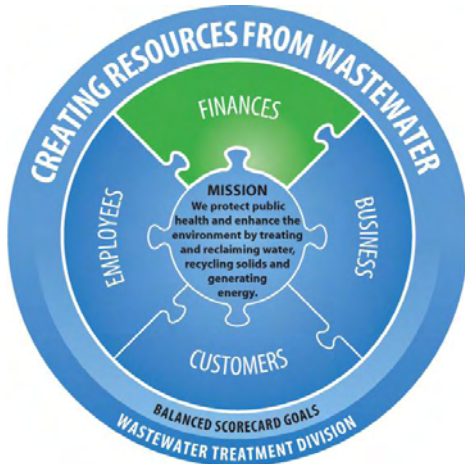 CREATING RESOURCES FROM WASTEWATER
FINANCES
EMPLOYEES
MISSION
We protect public
health and enhance the
environment by treating
and reclaiming water,
recycling solids and
generating
energy.
BUSINESS
CUSTOMERS
BALANCED SCORECARD GOALS
WASTEWATER TREATMENT DIVISION